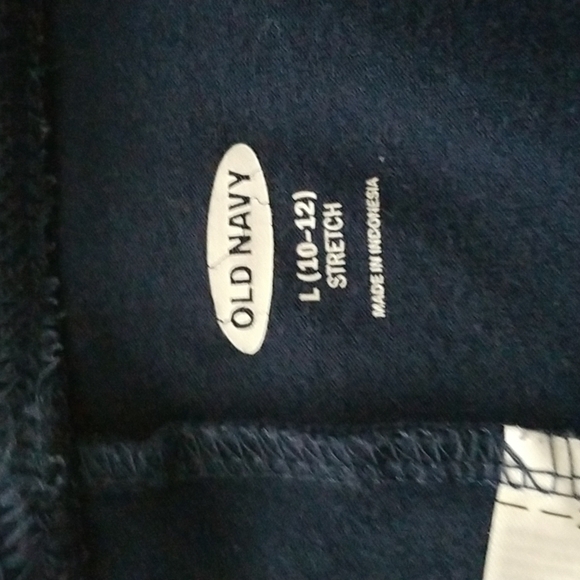 OLD NAVY
L (10-12)
STRETCH
MADE IN INDONESIA